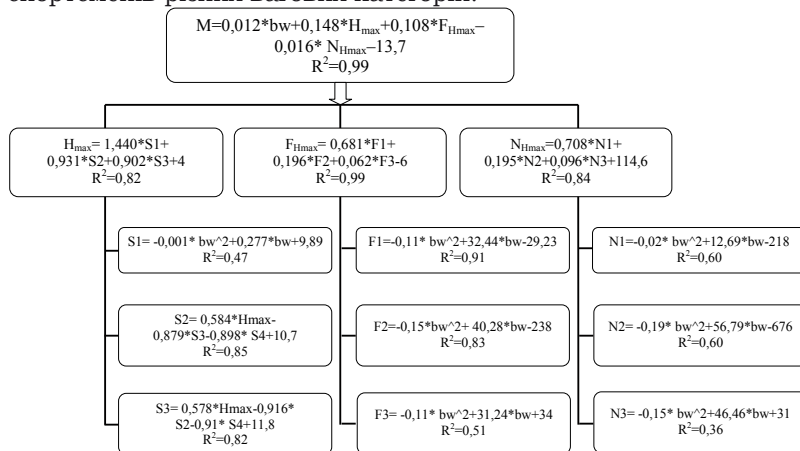 спортсменів різних вагових категорій.
M=0,012*bw+0,148*Hmax+0,108*FHmax–
0,016* NHmax–13,7
R²=0,99
Hmax= 1,440*S1+
0,931*S2+0,902*S3+4
R²=0,82
FHmax= 0,681*F1+
0,196*F2+0,062*F3-6
R²=0,99
NHmax=0,708*N1+
0,195*N2+0,096*N3+114,6
R²=0,84
S1= -0,001* bw^2+0,277*bw+9,89
R²=0,47
F1=-0,11* bw^2+32,44*bw-29,23
R²=0,91
N1=-0,02* bw^2+12,69*bw-218
R²=0,60
S2= 0,584*Hmax-
0,879*S3-0,898* S4+10,7
R²=0,85
F2=-0,15*bw^2+ 40,28*bw-238
R²=0,83
N2= -0,19* bw^2+56,79*bw-676
R²=0,60
S3= 0,578*Hmax-0,916*
S2-0,91* S4+11,8
R²=0,82
F3= -0,11* bw^2+31,24*bw+34
R²=0,51
N3= -0,15* bw^2+46,46*bw+31
R²=0,36